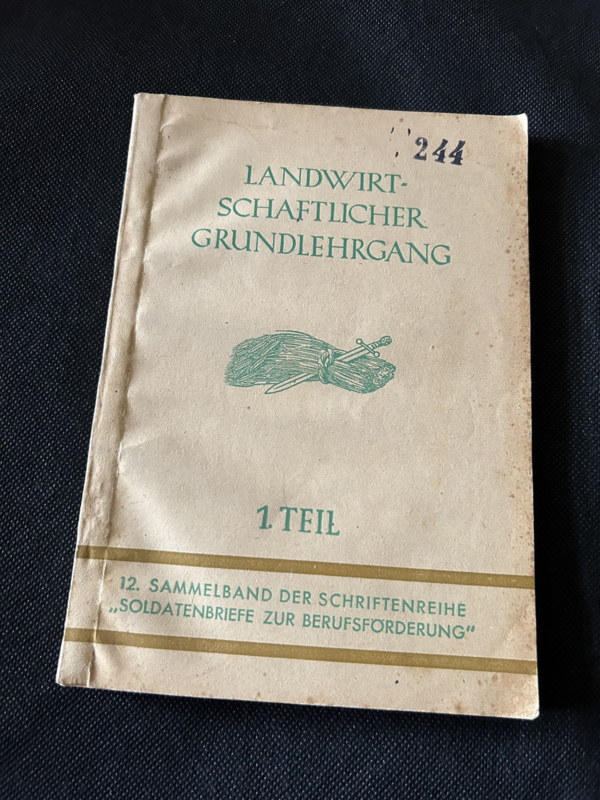 244
LANDWIRT-
SCHAFTLICHER
GRUNDLEHRGANG
1. TEIL
12. SAMMELBAND DER SCHRIFTENREIHE
„SOLDATENBRIEFE ZUR BERUFSFÖRDERUNG“